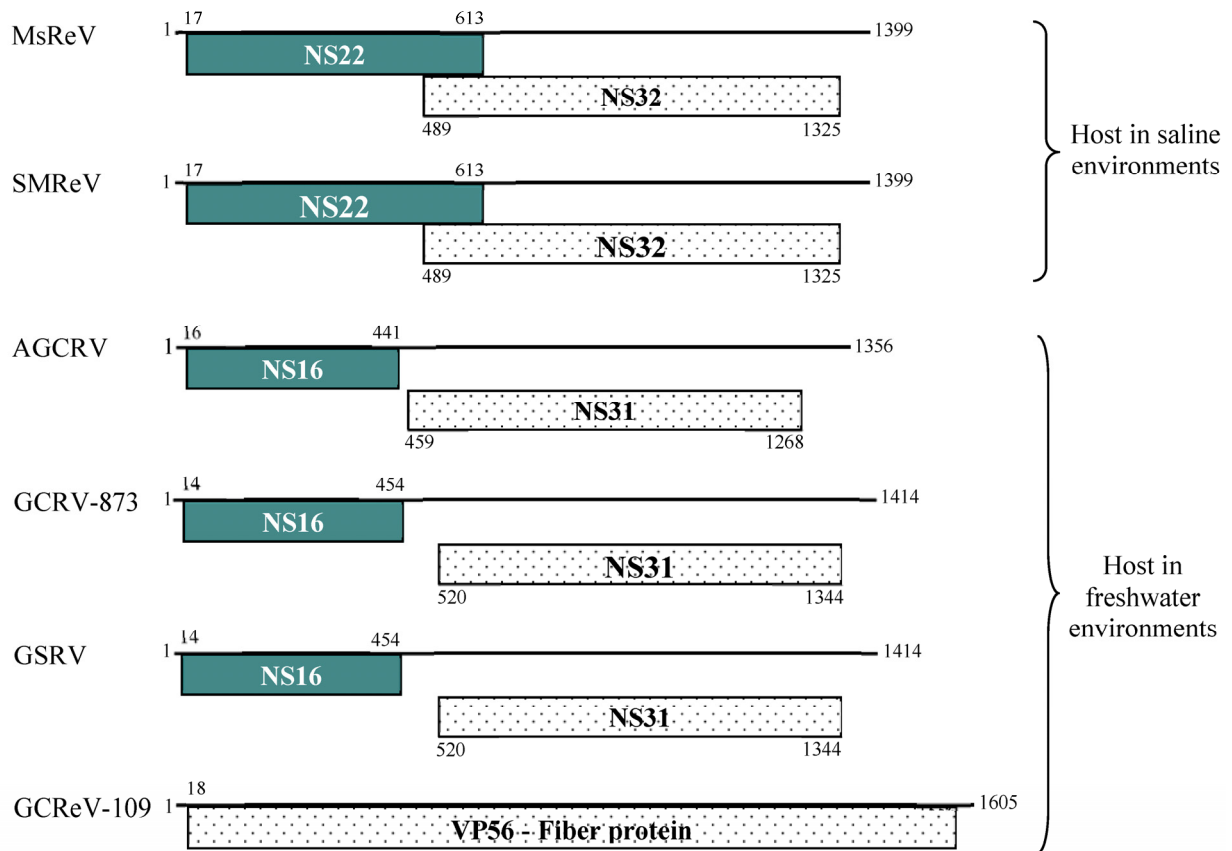 MsReV 1 17 613 1399
NS22
NS32
489 1325
SMReV 1 17 613 1399
NS22
NS32
489 1325
Host in saline
environments
AGCRV 1 16 441 1356
NS16
NS31
459 1268
GCRV-873 1 14 454 1414
NS16
NS31
520 1344
GSRV 1 14 454 1414
NS16
NS31
520 1344
GCReV-109 1 18 1605
VP56 - Fiber protein
Host in
freshwater
environments